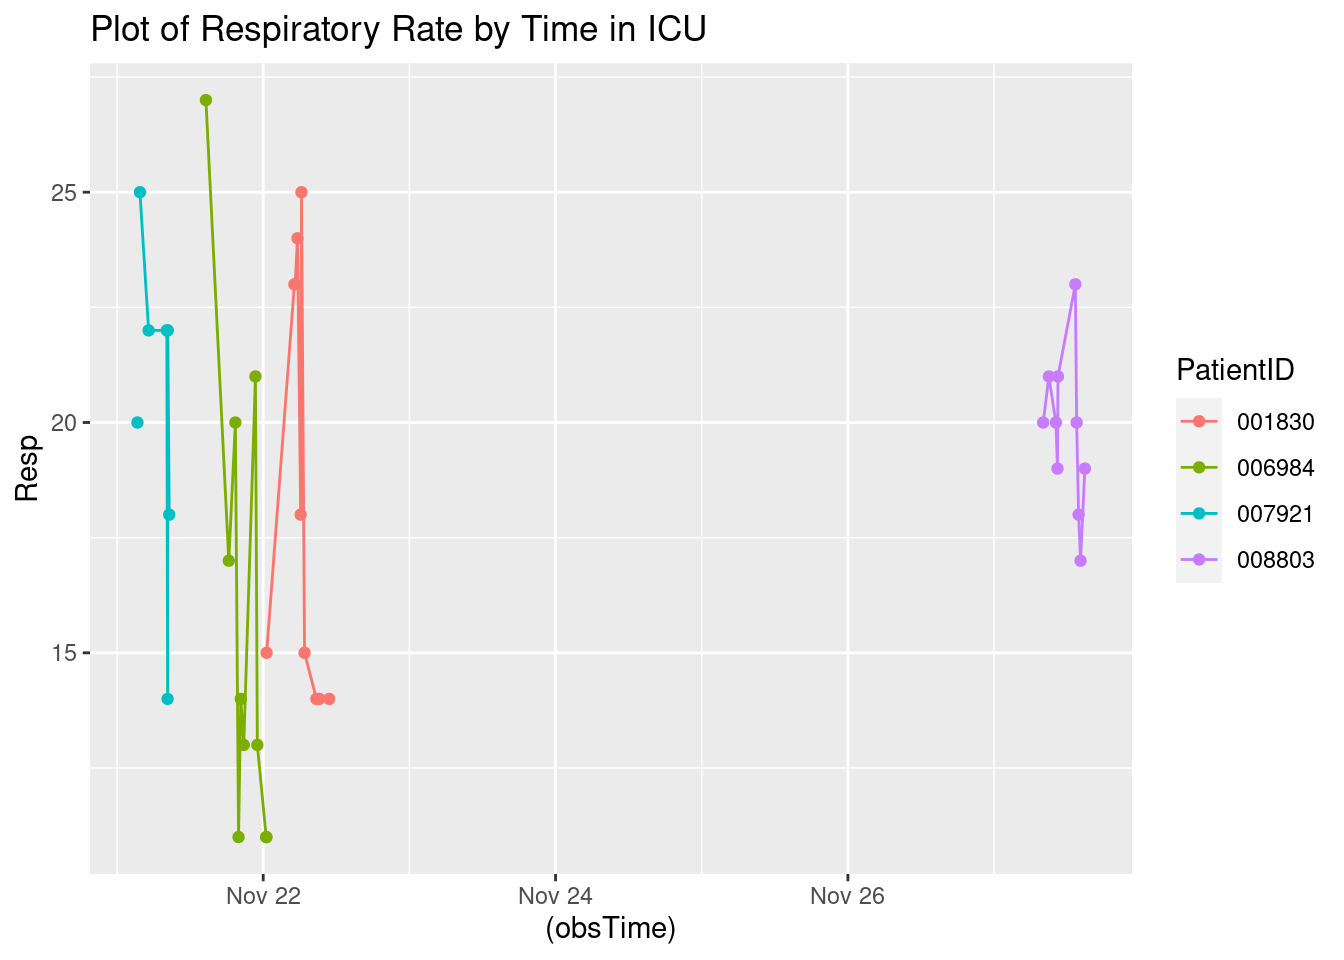 Plot of Respiratory Rate by Time in ICU
25
20
15
Resp
Nov 22
Nov 24
Nov 26
(obsTime)
PatientID
001830
006984
007921
008803